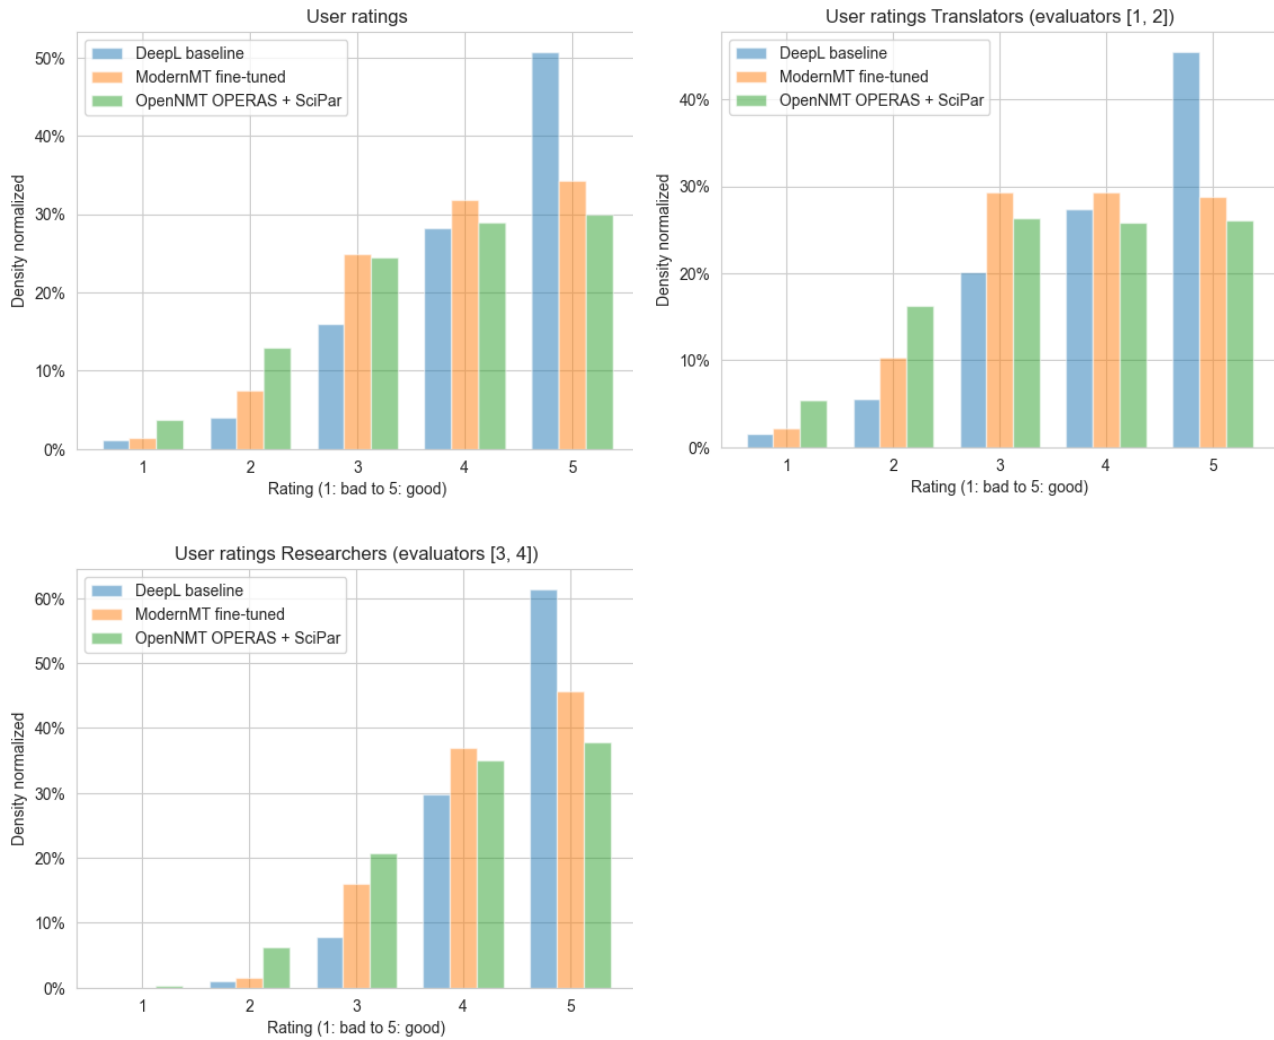 User ratings
DeepL baseline
ModernMT fine-tuned
OpenNMT OPERAS + SciPar
Density normalized
50%
40%
30%
20%
10%
0%
1 2 3 4 5
Rating (1: bad to 5: good)
User ratings Translators (evaluators [1, 2])
DeepL baseline
ModernMT fine-tuned
OpenNMT OPERAS + SciPar
Density normalized
40%
30%
20%
10%
0%
1 2 3 4 5
Rating (1: bad to 5: good)
User ratings Researchers (evaluators [3, 4])
DeepL baseline
ModernMT fine-tuned
OpenNMT OPERAS + SciPar
Density normalized
60%
50%
40%
30%
20%
10%
0%
1 2 3 4 5
Rating (1: bad to 5: good)